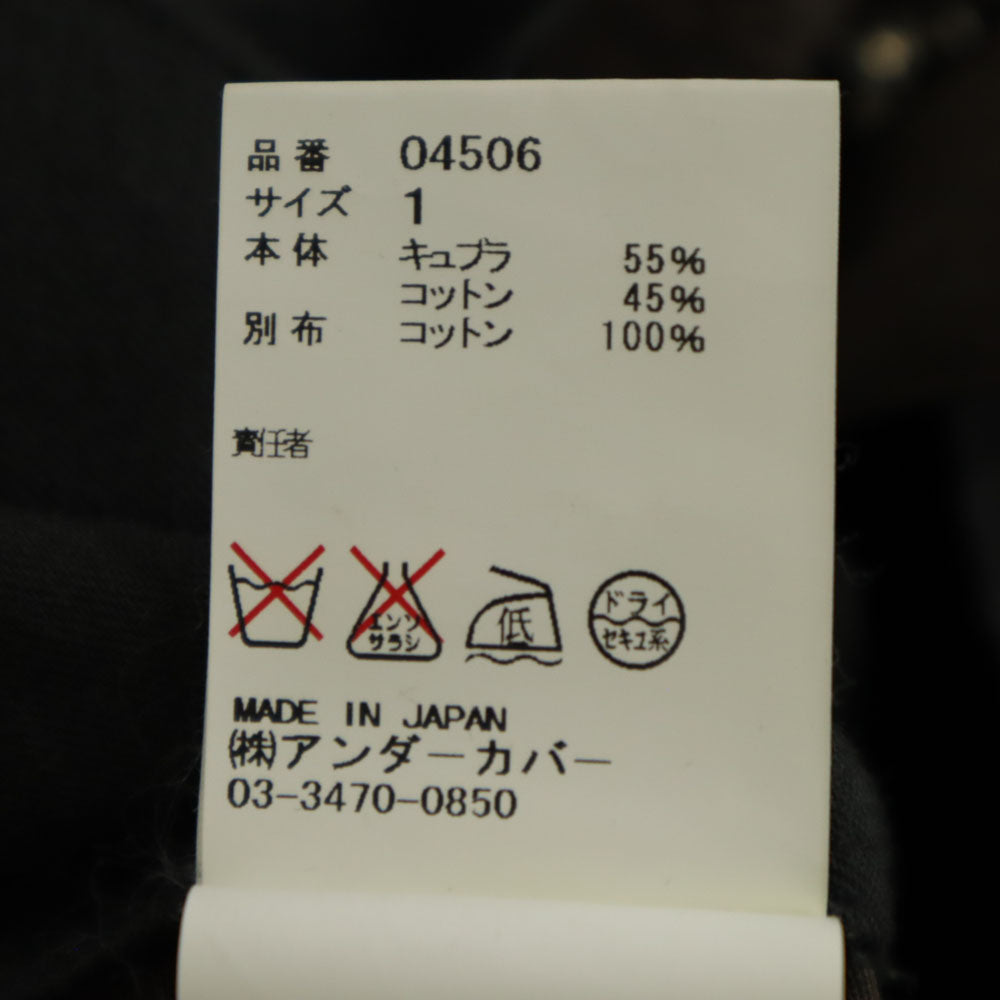 品番 04506
サイズ 1
本体 キュプラ 55%
コットン 45%
別布 コットン 100%
責任者
エンソ
サラシ
低
ドライ
セキユ系
MADE IN JAPAN
㈱アンダーカバー
03-3470-0850